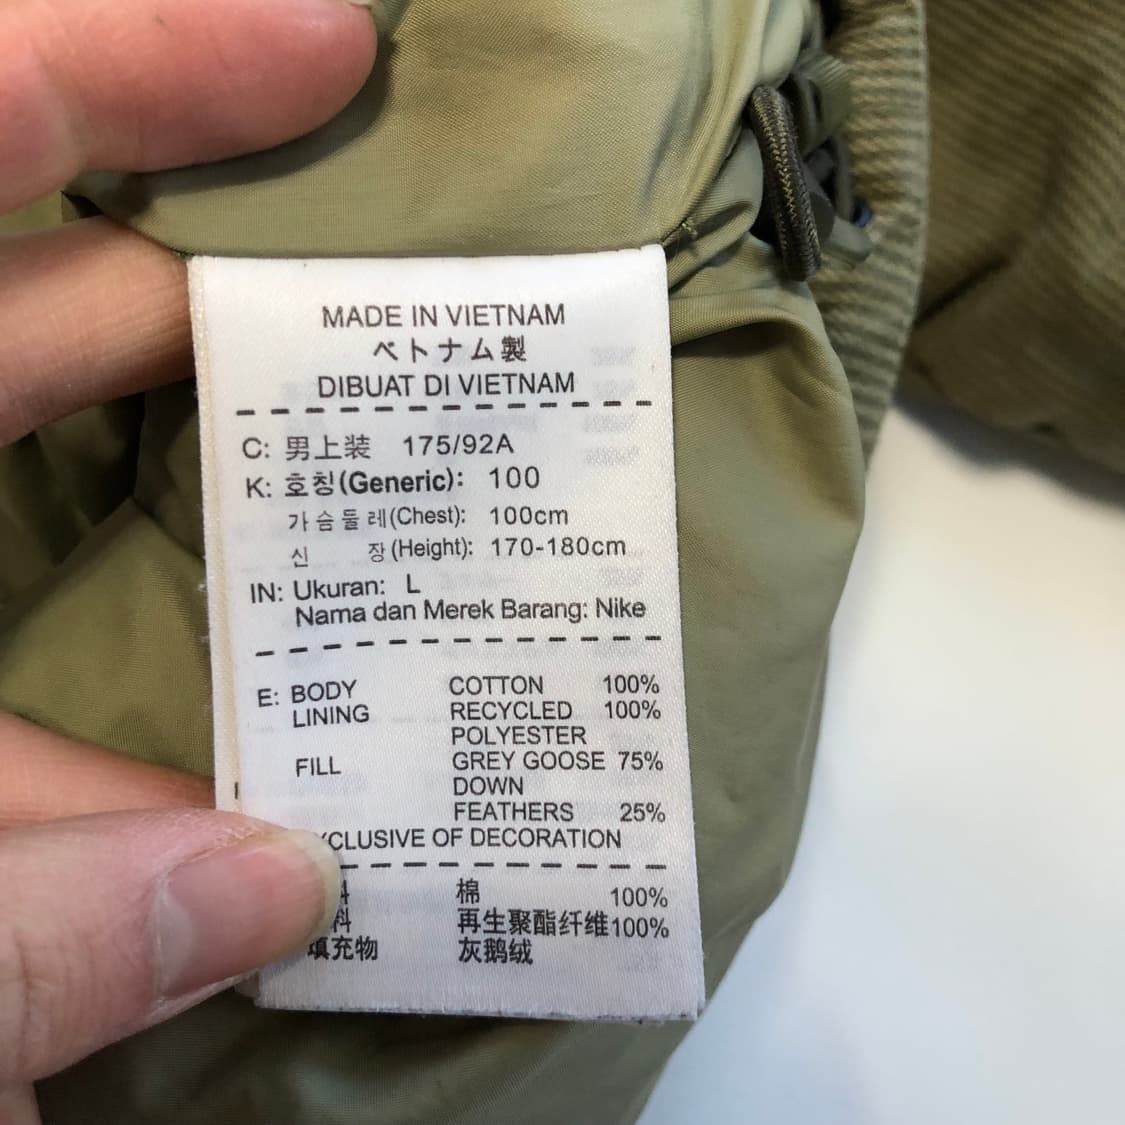 MADE IN VIETNAM
ベトナム製
DIBUAT DI VIETNAM
C: 男上装 175/92A
K: 호칭(Generic): 100
가슴둘레(Chest): 100cm
신 장(Height): 170-180cm
IN: Ukuran: L
Nama dan Merek Barang: Nike
E: BODY COTTON 100%
LINING RECYCLED 100%
POLYESTER
FILL GREY GOOSE 75%
DOWN
FEATHERS 25%
XCLUSIVE OF DECORATION
棉 100%
料 再生聚酯纤维100%
填充物 灰鹅绒